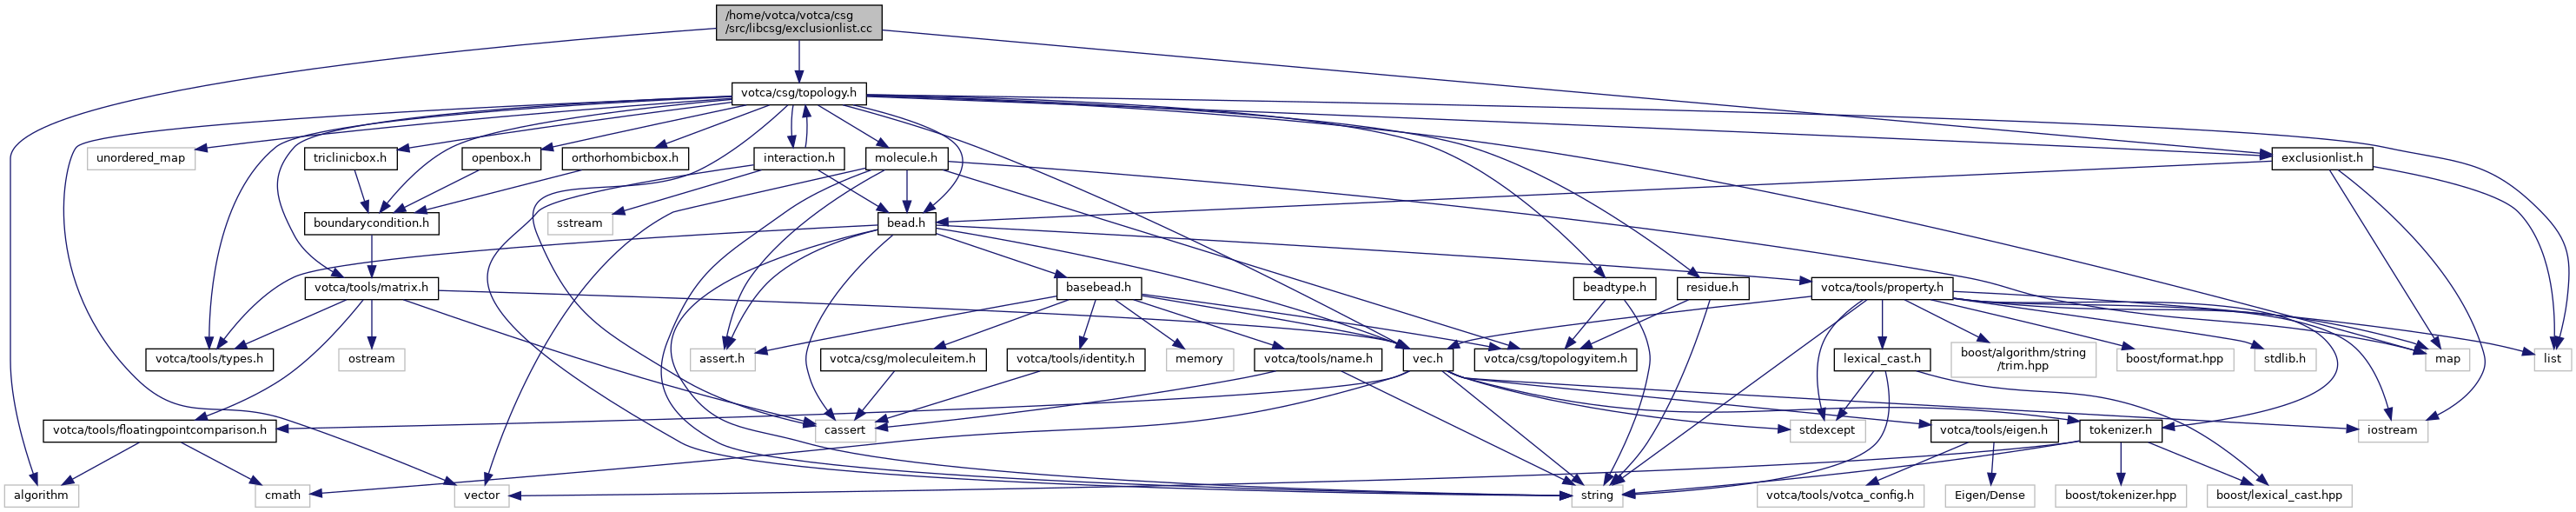 /home/votca/votca/csg
/src/libcsg/exclusionlist.cc
votca/csg/topology.h
unordered_map
triclinicbox.h
openbox.h
orthorhombicbox.h
interaction.h
molecule.h
exclusionlist.h
boundarycondition.h
sstream
bead.h
votca/tools/matrix.h
basebead.h
beadtype.h
residue.h
votca/tools/property.h
votca/tools/types.h
ostream
assert.h
votca/csg/moleculeitem.h
votca/tools/identity.h
memory
votca/tools/name.h
vec.h
votca/csg/topologyitem.h
lexical_cast.h
boost/algorithm/string
/trim.hpp
boost/format.hpp
stdlib.h
map
list
votca/tools/floatingpointcomparison.h
cassert
stdexcept
votca/tools/eigen.h
tokenizer.h
iostream
algorithm
cmath
vector
string
votca/tools/votca_config.h
Eigen/Dense
boost/tokenizer.hpp
boost/lexical_cast.hpp